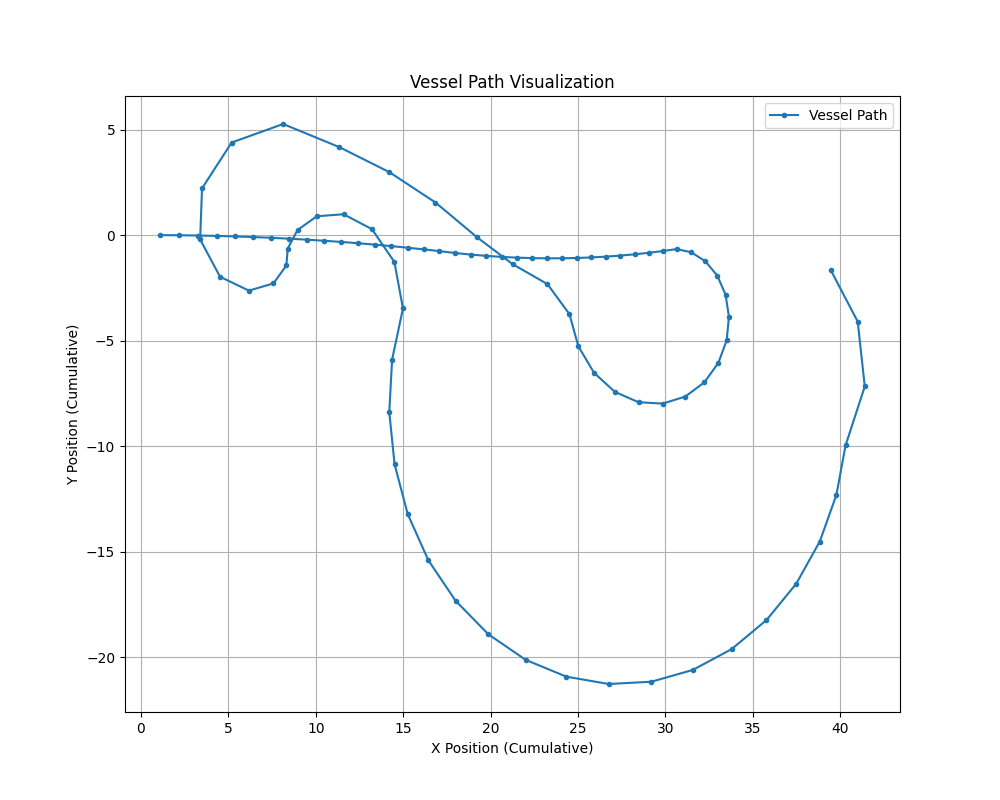 Vessel Path Visualization
Vessel Path
Y Position (Cumulative)
5
0
−5
−10
−15
−20
0 5 10 15 20 25 30 35 40
X Position (Cumulative)